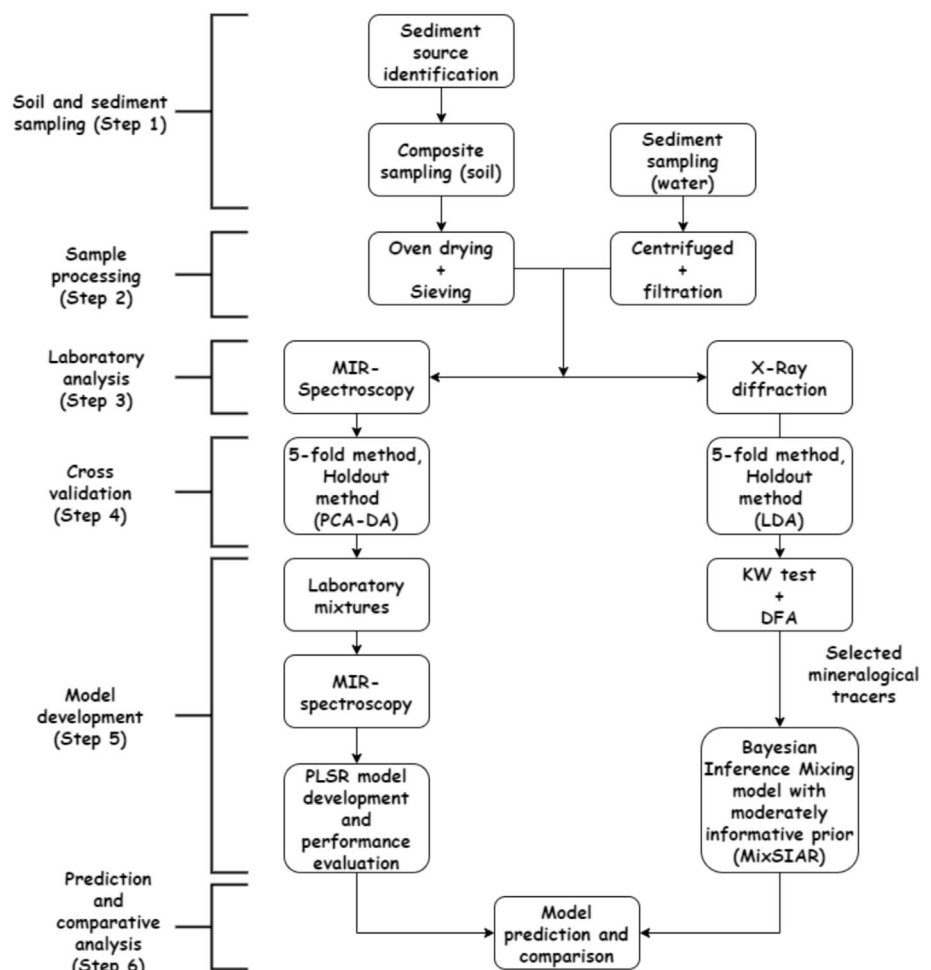 Sediment
source
identification
Soil and sediment
sampling (Step 1)
Composite
sampling (soil)
Sediment
sampling
(water)
Sample
processing
(Step 2)
Oven drying
+
Sieving
Centrifuged
+
filtration
Laboratory
analysis
(Step 3)
MIR-
Spectroscopy
X-Ray
diffraction
Cross
validation
(Step 4)
5-fold method,
Holdout
method
(PCA-DA)
5-fold method,
Holdout
method
(LDA)
Laboratory
mixtures
KW test
+
DFA
Selected
mineralogical
tracers
Model
development
(Step 5)
MIR-
spectroscopy
PLSR model
development
and
performance
evaluation
Bayesian
Inference Mixing
model with
moderately
informative prior
(MixSIAR)
Prediction
and
comparative
analysis
(Step 6)
Model
prediction and
comparison